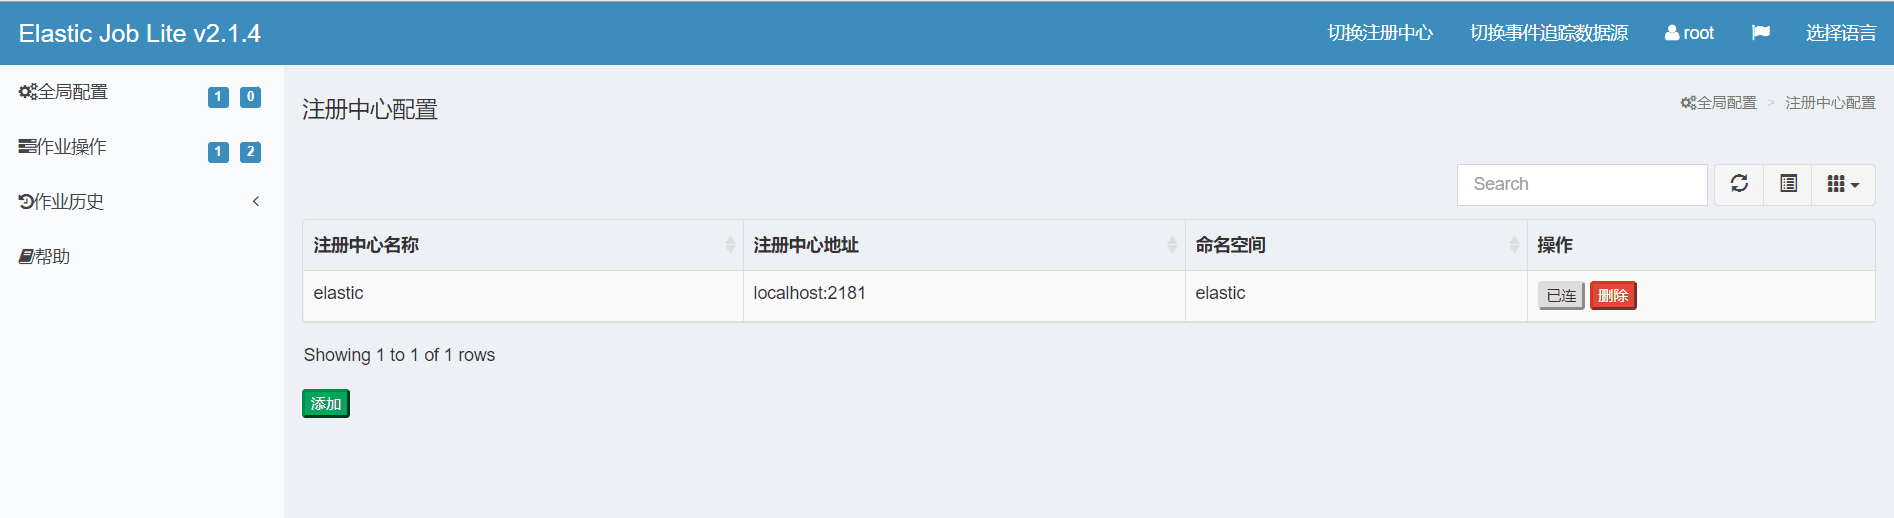 Elastic Job Lite v2.1.4
切换注册中心 切换事件追踪数据源 root 选择语言
全局配置 1 0
作业操作 1 2
作业历史
帮助
注册中心配置
全局配置 > 注册中心配置
Search
注册中心名称 注册中心地址 命名空间 操作
elastic localhost:2181 elastic 已连 删除
Showing 1 to 1 of 1 rows
添加